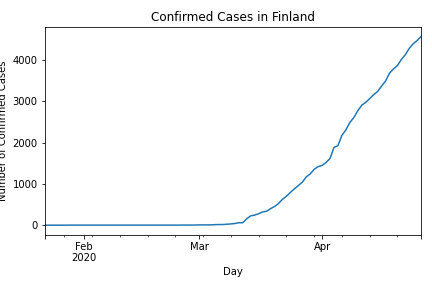 Confirmed Cases in Finland
Number of Confirmed Cases
4000
3000
2000
1000
0
Feb
2020
Mar
Apr
Day